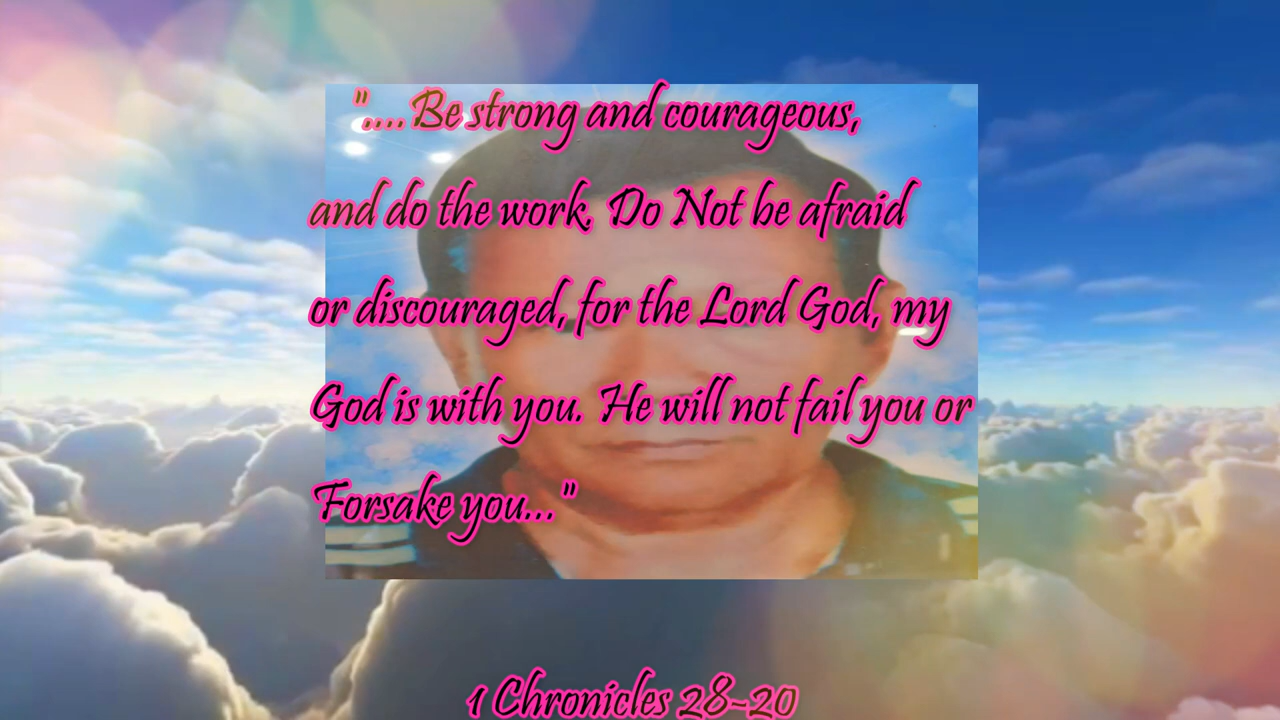 "....Be strong and courageous,
and do the work. Do Not be afraid
or discouraged, for the Lord God, my
God is with you. He will not fail you or
Forsake you..."
1 Chronicles 28-20